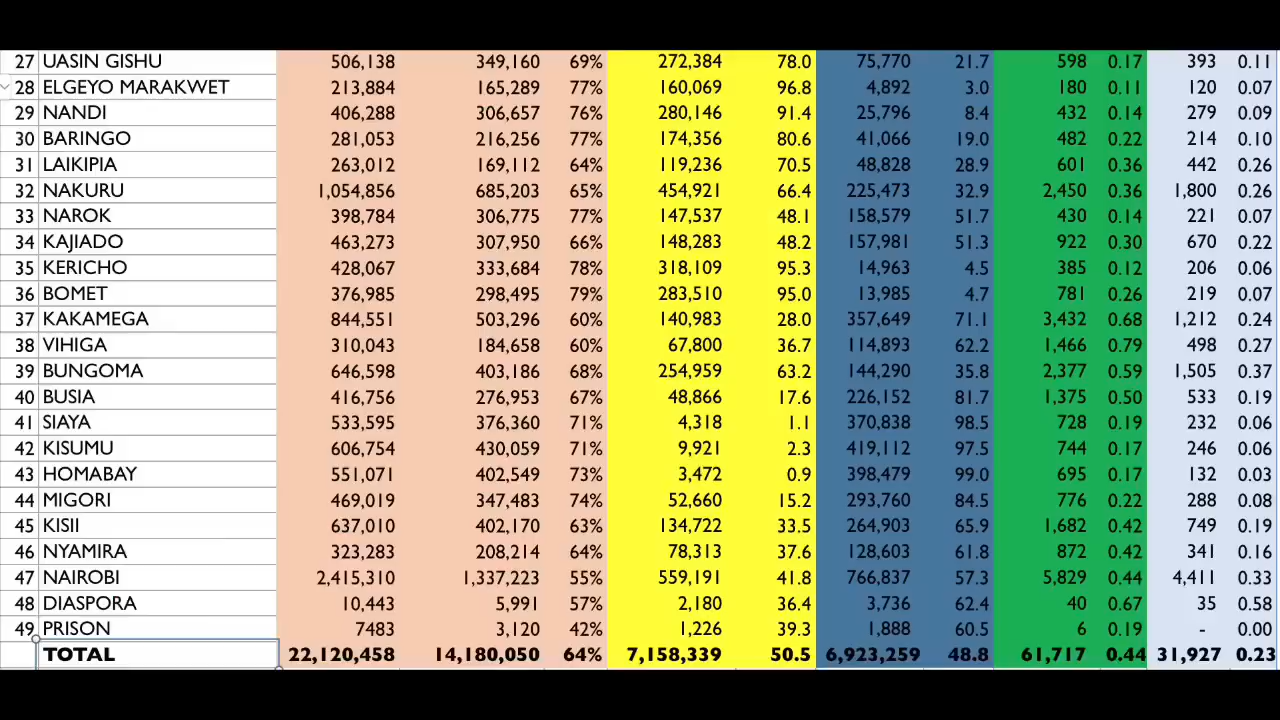 27 UASIN GISHU 506,138 349,160 69% 272,384 78.0 75,770 21.7 598 0.17 393 0.11
28 ELGEYO MARAKWET 213,884 165,289 77% 160,069 96.8 4,892 3.0 180 0.11 120 0.07
29 NANDI 406,288 306,657 76% 280,146 91.4 25,796 8.4 432 0.14 279 0.09
30 BARINGO 281,053 216,256 77% 174,356 80.6 41,066 19.0 482 0.22 214 0.10
31 LAIKIPIA 263,012 169,112 64% 119,236 70.5 48,828 28.9 601 0.36 442 0.26
32 NAKURU 1,054,856 685,203 65% 454,921 66.4 225,473 32.9 2,450 0.36 1,800 0.26
33 NAROK 398,784 306,775 77% 147,537 48.1 158,579 51.7 430 0.14 221 0.07
34 KAJIADO 463,273 307,950 66% 148,283 48.2 157,981 51.3 922 0.30 670 0.22
35 KERICHO 428,067 333,684 78% 318,109 95.3 14,963 4.5 385 0.12 206 0.06
36 BOMET 376,985 298,495 79% 283,510 95.0 13,985 4.7 781 0.26 219 0.07
37 KAKAMEGA 844,551 503,296 60% 140,983 28.0 357,649 71.1 3,432 0.68 1,212 0.24
38 VIHIGA 310,043 184,658 60% 67,800 36.7 114,893 62.2 1,466 0.79 498 0.27
39 BUNGOMA 646,598 403,186 68% 254,959 63.2 144,290 35.8 2,377 0.59 1,505 0.37
40 BUSIA 416,756 276,953 67% 48,866 17.6 226,152 81.7 1,375 0.50 533 0.19
41 SIAYA 533,595 376,360 71% 4,318 1.1 370,838 98.5 728 0.19 232 0.06
42 KISUMU 606,754 430,059 71% 9,921 2.3 419,112 97.5 744 0.17 246 0.06
43 HOMABAY 551,071 402,549 73% 3,472 0.9 398,479 99.0 695 0.17 132 0.03
44 MIGORI 469,019 347,483 74% 52,660 15.2 293,760 84.5 776 0.22 288 0.08
45 KISII 637,010 402,170 63% 134,722 33.5 264,903 65.9 1,682 0.42 749 0.19
46 NYAMIRA 323,283 208,214 64% 78,313 37.6 128,603 61.8 872 0.42 341 0.16
47 NAIROBI 2,415,310 1,337,223 55% 559,191 41.8 766,837 57.3 5,829 0.44 4,411 0.33
48 DIASPORA 10,443 5,991 57% 2,180 36.4 3,736 62.4 40 0.67 35 0.58
49 PRISON 7483 3,120 42% 1,226 39.3 1,888 60.5 6 0.19 - 0.00
TOTAL 22,120,458 14,180,050 64% 7,158,339 50.5 6,923,259 48.8 61,717 0.44 31,927 0.23